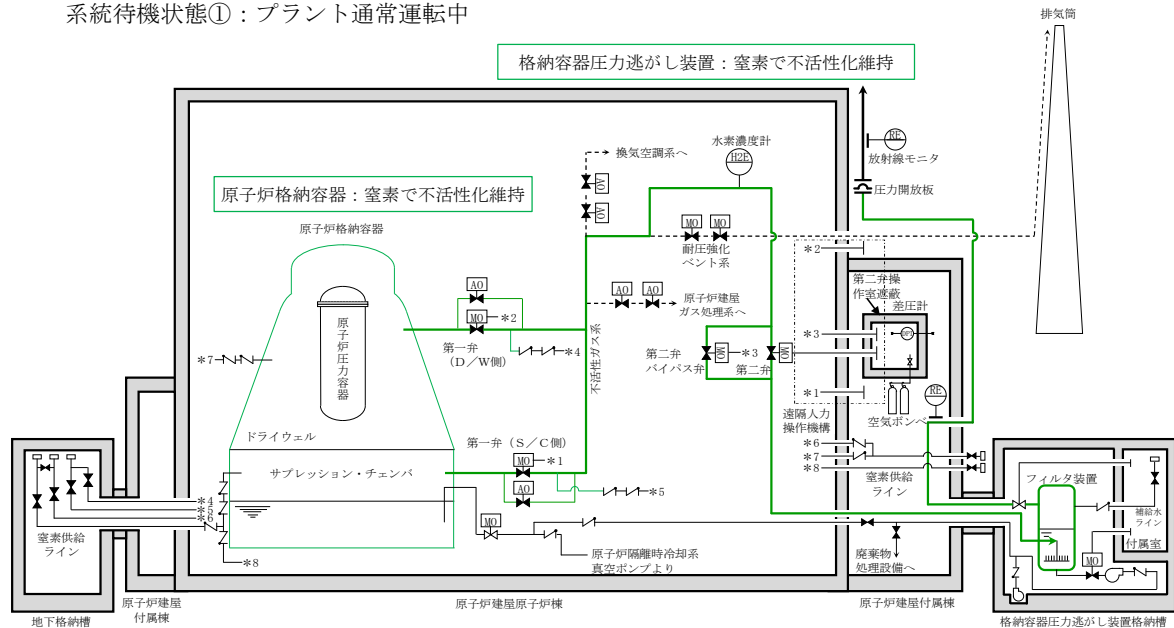 系統待機状態①：プラント通常運転中
排気筒
格納容器圧力逃がし装置：窒素で不活性化維持
水素濃度計
H2E
RE
放射線モニタ
換気空調系へ
AO
AO
圧力開放板
原子炉格納容器：窒素で不活性化維持
原子炉格納容器
MO
MO
耐圧強化
ベント系
＊2
第二弁操
作室遮蔽
差圧計
AO
MO
＊2
AO
AO
原子炉建屋
ガス処理系へ
原子炉圧力容器
不活性ガス系
＊3
DPI
＊7
第一弁
（D／W側）
＊4
第二弁
バイパス弁
MO
＊3
第二弁
MO
＊1
RE
遠隔人力
操作機構
空気ボンベ
ドライウェル
第一弁（S／C側）
＊6
＊7
＊8
MO
＊1
サプレッション・チェンバ
AO
＊5
窒素供給
ライン
フィルタ装置
＊4
＊5
＊6
MO
補給水
ライン
付属室
窒素供給
ライン
＊8
原子炉隔離時冷却系
真空ポンプより
廃棄物
処理設備へ
MO
原子炉建屋
付属棟
原子炉建屋原子炉棟
原子炉建屋付属棟
地下格納槽
格納容器圧力逃がし装置格納槽